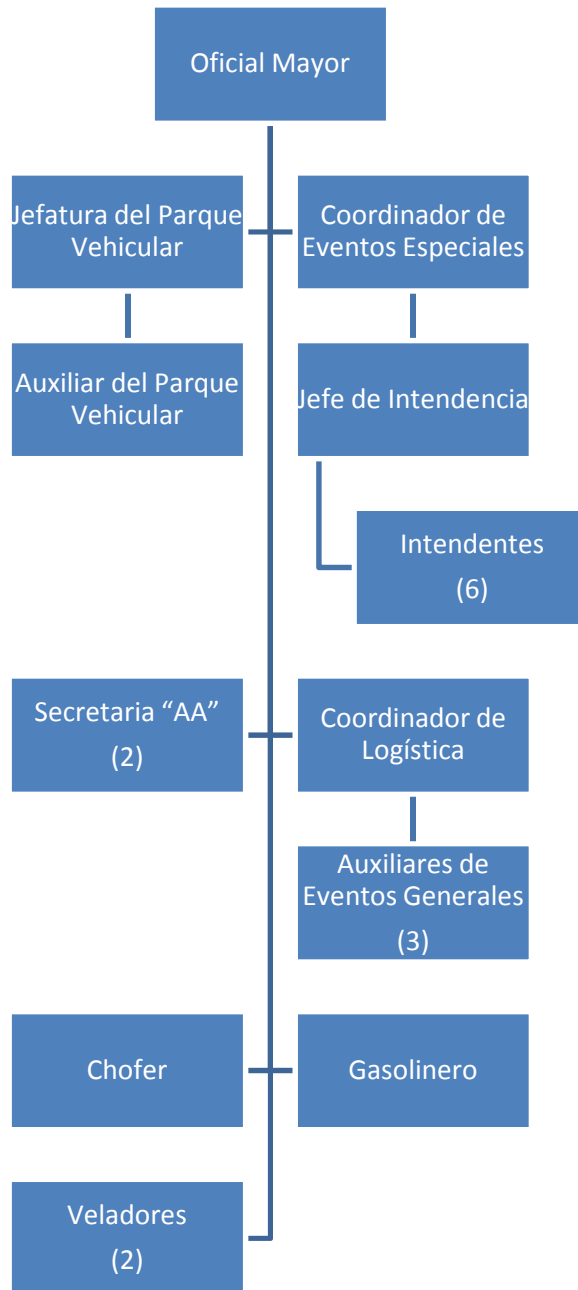 Oficial Mayor
Jefatura del Parque
Vehicular
Coordinador de
Eventos Especiales
Auxiliar del Parque
Vehicular
Jefe de Intendencia
Intendentes
(6)
Secretaria “AA”
(2)
Coordinador de
Logística
Auxiliares de
Eventos Generales
(3)
Chofer
Gasolinero
Veladores
(2)